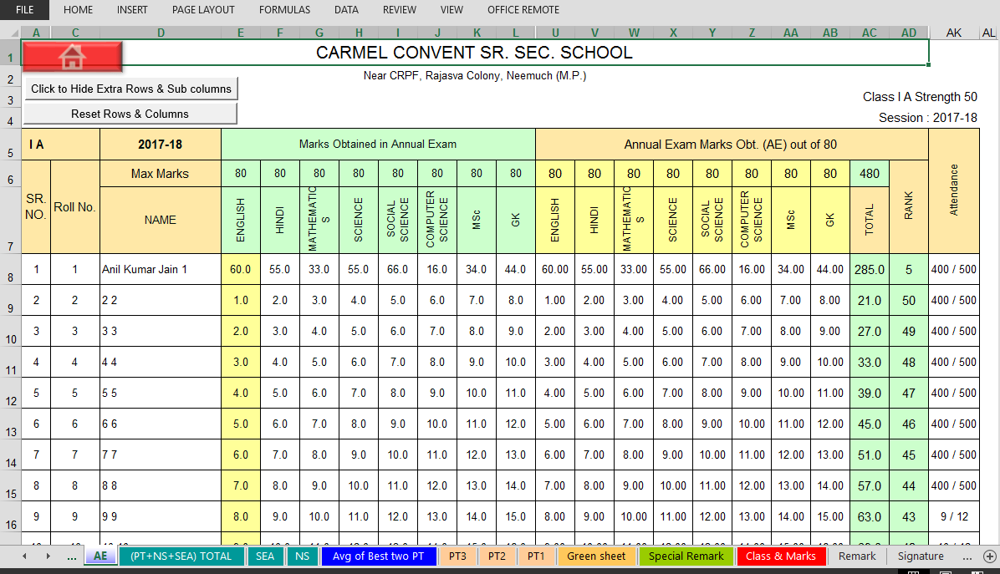 FILE HOME INSERT PAGE LAYOUT FORMULAS DATA REVIEW VIEW OFFICE REMOTE
A C D E F G H I J K L U V W X Y Z AA AB AC AD AK AL
1 CARMEL CONVENT SR. SEC. SCHOOL
2 Near CRPF, Rajasva Colony, Neemuch (M.P.)
Click to Hide Extra Rows & Sub columns
3 Class I A Strength 50
Reset Rows & Columns
4 Session : 2017-18
5 I A 2017-18 Marks Obtained in Annual Exam Annual Exam Marks Obt. (AE) out of 80
6 Max Marks 80 80 80 80 80 80 80 80 80 80 80 80 80 80 80 80 480
7 SR. NO. Roll No. NAME ENGLISH HINDI MATHEMATICS SCIENCE SOCIAL SCIENCE COMPUTER SCIENCE MSc GK ENGLISH HINDI MATHEMATICS SCIENCE SOCIAL SCIENCE COMPUTER SCIENCE MSc GK TOTAL RANK Attendance
8 1 1 Anil Kumar Jain 1 60.0 55.0 33.0 55.0 66.0 16.0 34.0 44.0 60.00 55.00 33.00 55.00 66.00 16.00 34.00 44.00 285.0 5 400 / 500
9 2 2 2 2 1.0 2.0 3.0 4.0 5.0 6.0 7.0 8.0 1.00 2.00 3.00 4.00 5.00 6.00 7.00 8.00 21.0 50 400 / 500
10 3 3 3 3 2.0 3.0 4.0 5.0 6.0 7.0 8.0 9.0 2.00 3.00 4.00 5.00 6.00 7.00 8.00 9.00 27.0 49 400 / 500
11 4 4 4 4 3.0 4.0 5.0 6.0 7.0 8.0 9.0 10.0 3.00 4.00 5.00 6.00 7.00 8.00 9.00 10.00 33.0 48 400 / 500
12 5 5 5 5 4.0 5.0 6.0 7.0 8.0 9.0 10.0 11.0 4.00 5.00 6.00 7.00 8.00 9.00 10.00 11.00 39.0 47 400 / 500
13 6 6 6 6 5.0 6.0 7.0 8.0 9.0 10.0 11.0 12.0 5.00 6.00 7.00 8.00 9.00 10.00 11.00 12.00 45.0 46 400 / 500
14 7 7 7 7 6.0 7.0 8.0 9.0 10.0 11.0 12.0 13.0 6.00 7.00 8.00 9.00 10.00 11.00 12.00 13.00 51.0 45 400 / 500
15 8 8 8 8 7.0 8.0 9.0 10.0 11.0 12.0 13.0 14.0 7.00 8.00 9.00 10.00 11.00 12.00 13.00 14.00 57.0 44 400 / 500
16 9 9 9 9 8.0 9.0 10.0 11.0 12.0 13.0 14.0 15.0 8.00 9.00 10.00 11.00 12.00 13.00 14.00 15.00 63.0 43 9 / 12
... AE (PT+NS+SEA) TOTAL SEA NS Avg of Best two PT PT3 PT2 PT1 Green sheet Special Remark Class & Marks Remark Signature ...